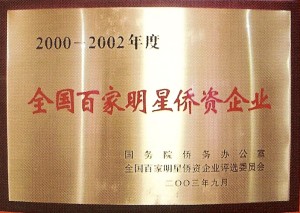 2000－2002年度
全国百家明星侨资企业
国务院侨务办公室
全国百家明星侨资企业评选委员会
二〇〇三年九月